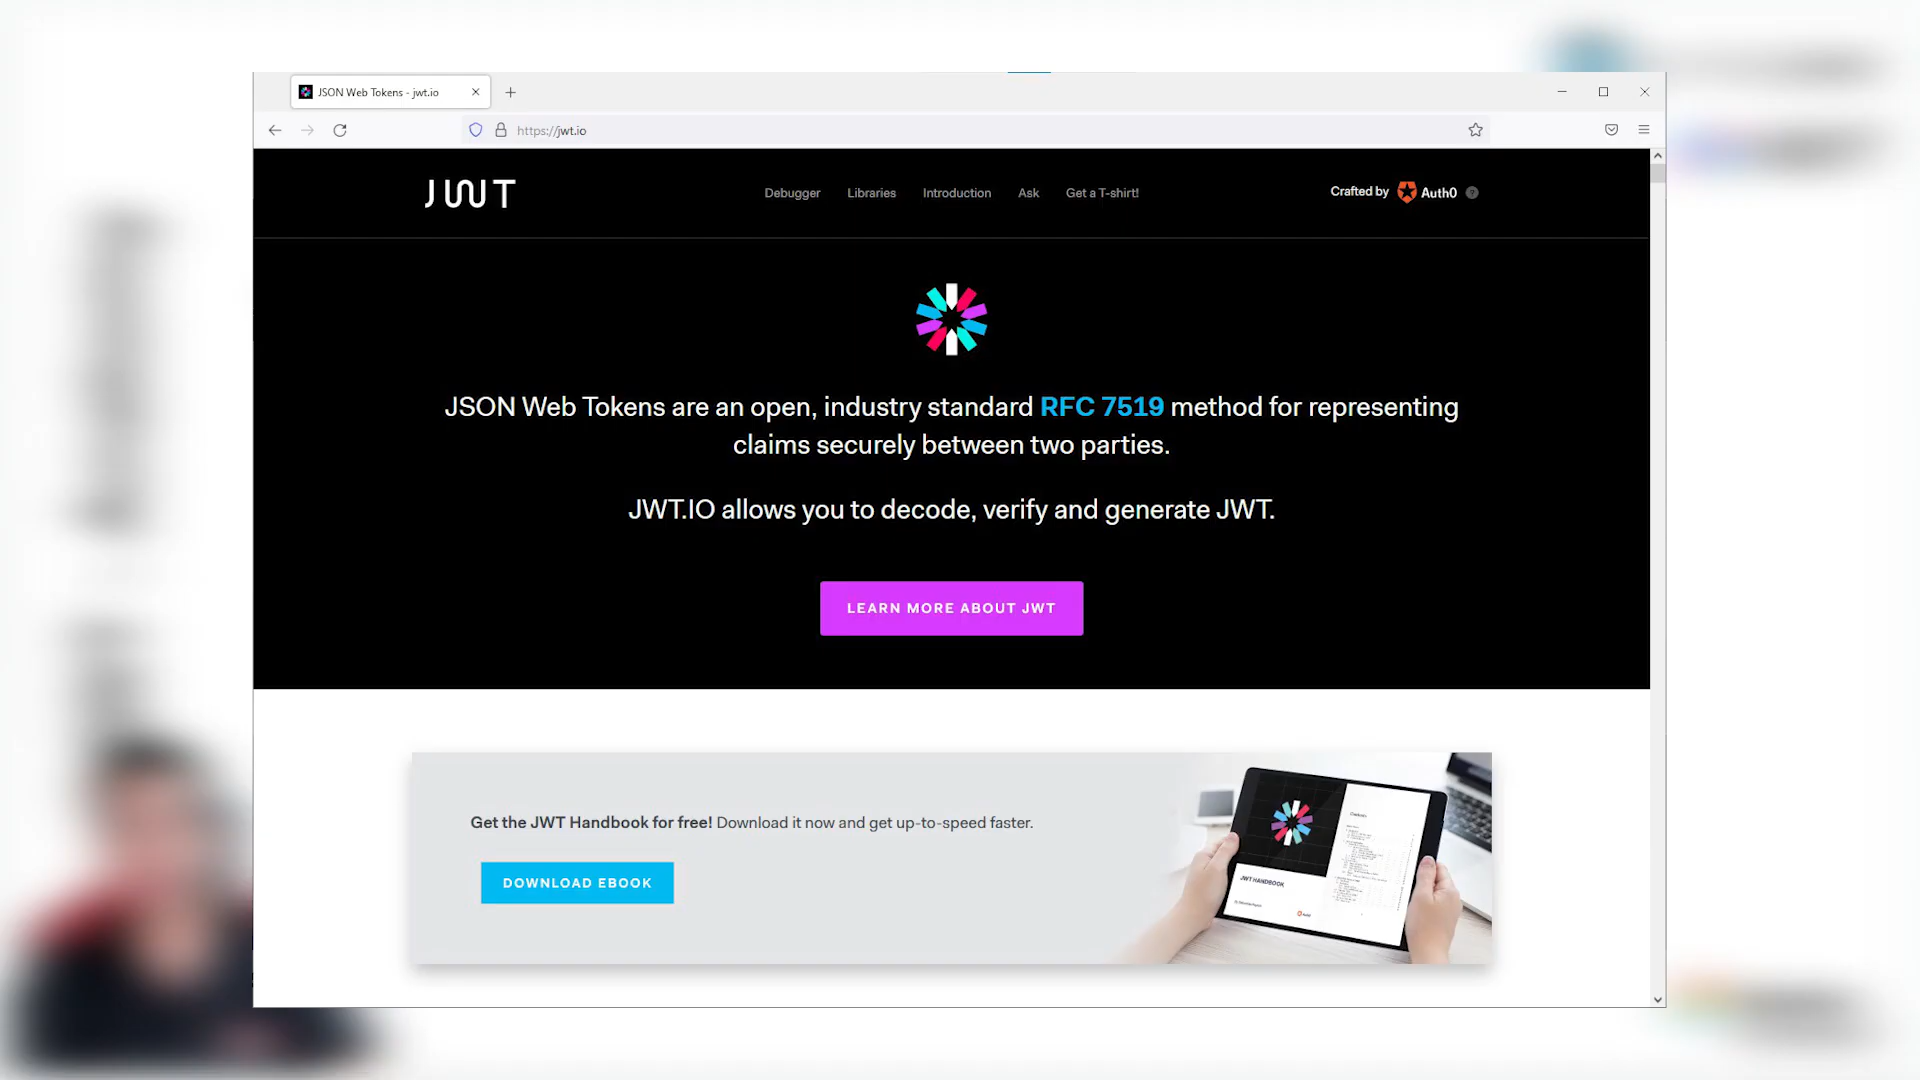 JSON Web Tokens - jwt.io
https://jwt.io
JWT
Debugger
Libraries
Introduction
Ask
Get a T-shirt!
Crafted by Auth0 ?
JSON Web Tokens are an open, industry standard RFC 7519 method for representing
claims securely between two parties.
JWT.IO allows you to decode, verify and generate JWT.
LEARN MORE ABOUT JWT
Get the JWT Handbook for free! Download it now and get up-to-speed faster.
DOWNLOAD EBOOK
JWT HANDBOOK